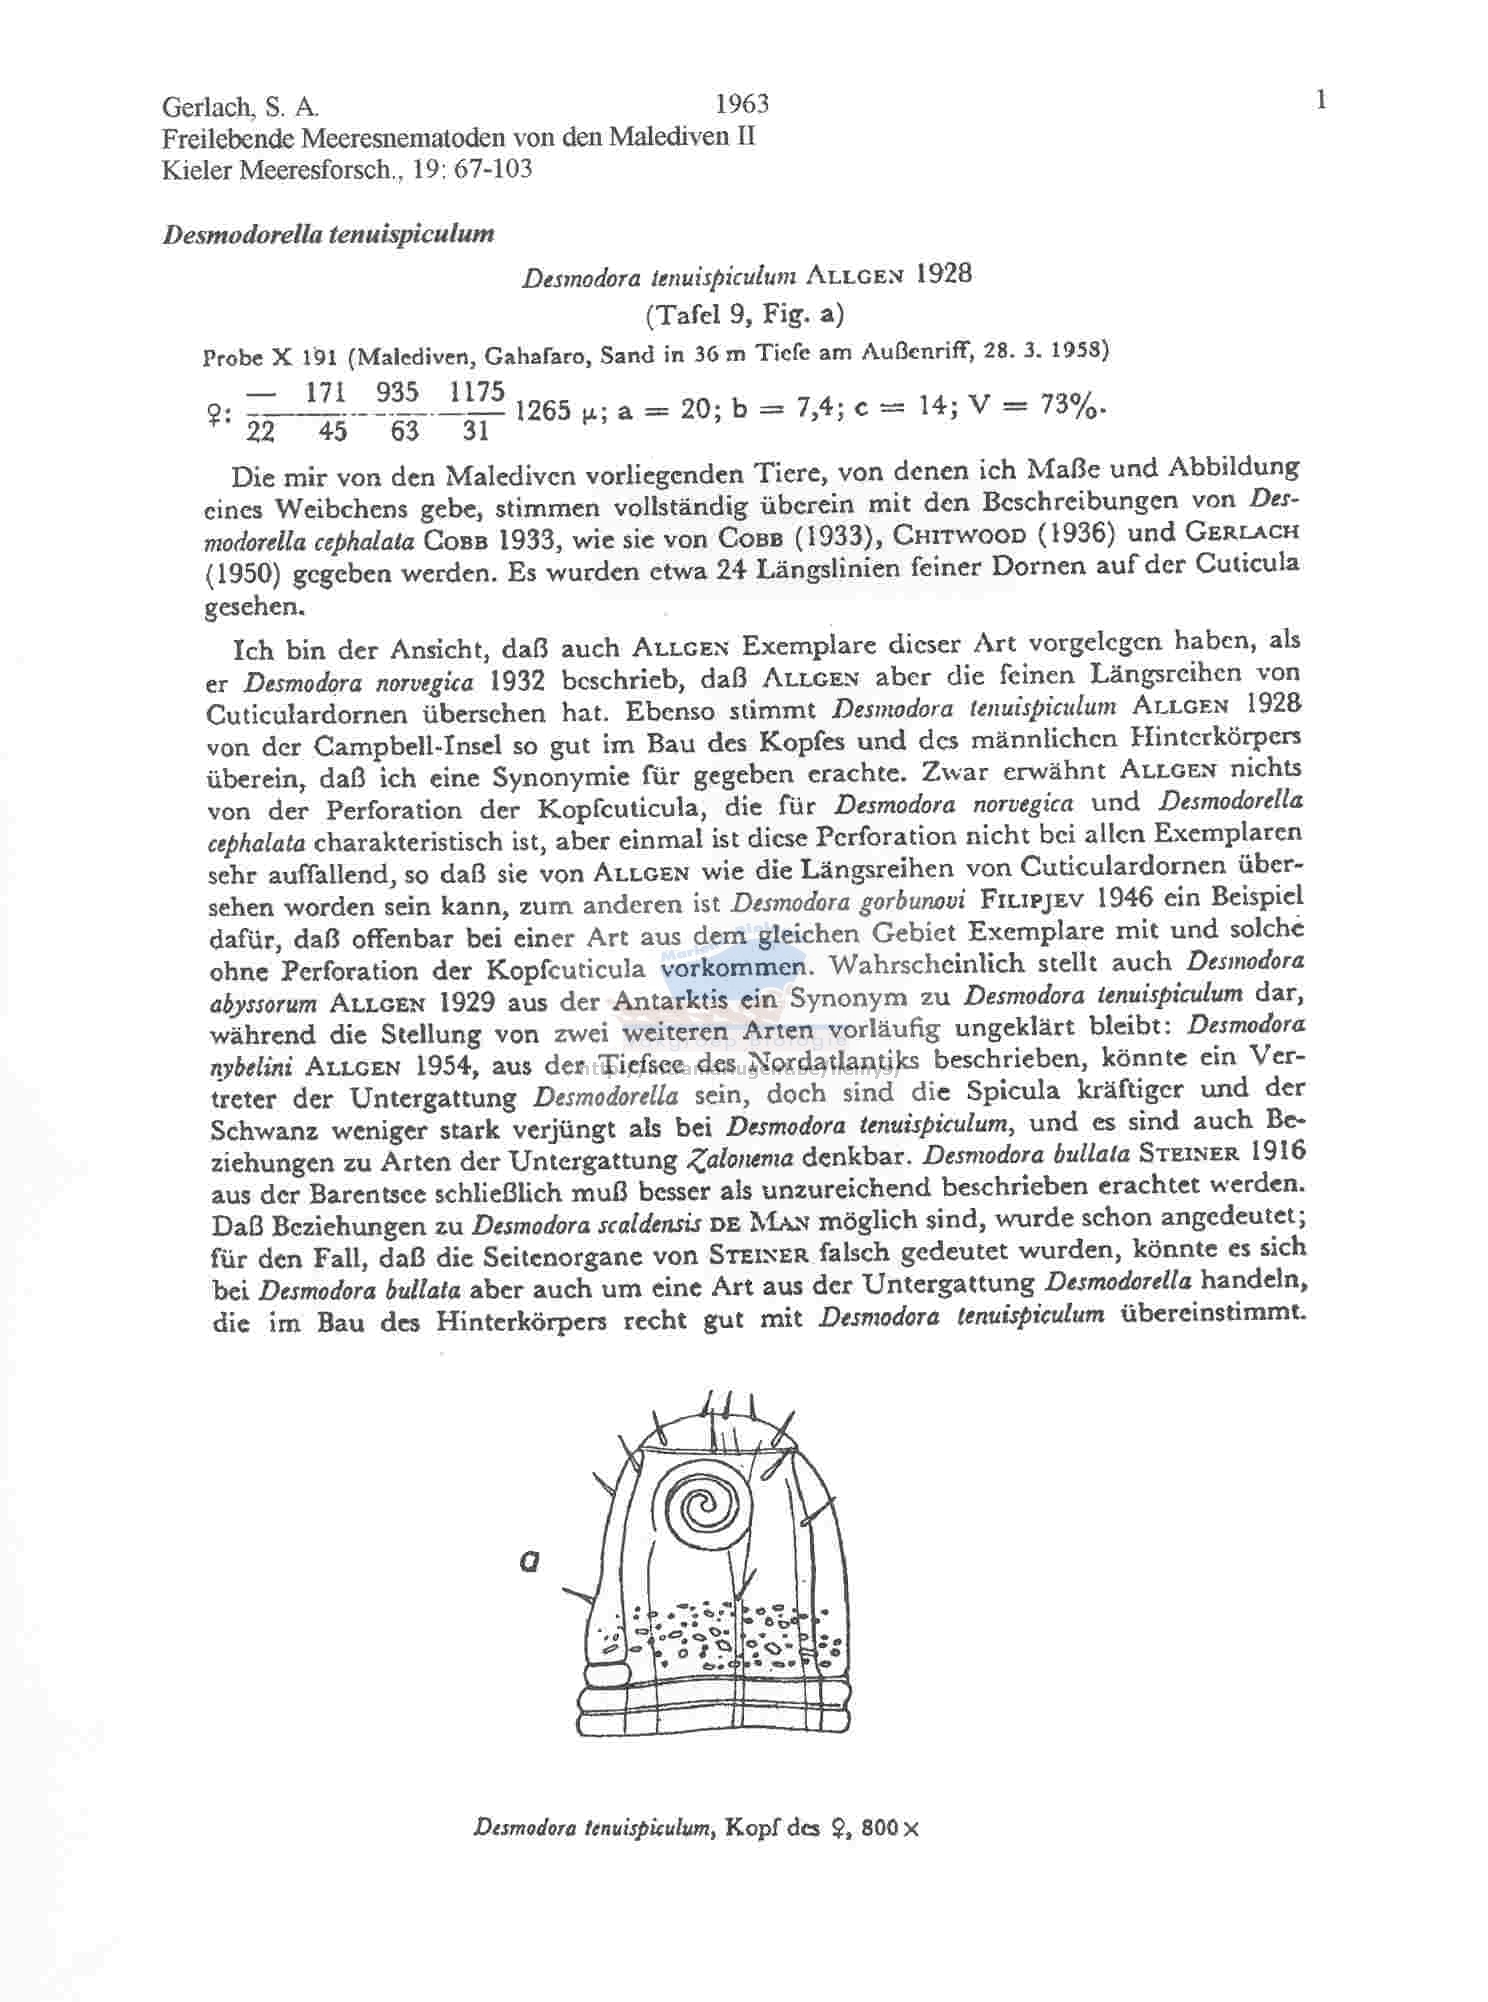 Gerlach, S. A. 1963 1
Freilebende Meeresnematoden von den Malediven II
Kieler Meeresforsch., 19: 67-103
Desmodorella tenuispiculum
Desmodora tenuispiculum ALLGEN 1928
(Tafel 9, Fig. a)
Probe X 191 (Malediven, Gahafaro, Sand in 36 m Tiefe am Außenriff, 28. 3. 1958)
— 171 935 1175
♀: 1265 μ; a = 20; b = 7,4; c = 14; V = 73%.
22 45 63 31
Die mir von den Malediven vorliegenden Tiere, von denen ich Maße und Abbildung
eines Weibchens gebe, stimmen vollständig überein mit den Beschreibungen von Des-
modorella cephalata COBB 1933, wie sie von COBB (1933), CHITWOOD (1936) und GERLACH
(1950) gegeben werden. Es wurden etwa 24 Längslinien feiner Dornen auf der Cuticula
gesehen.
Ich bin der Ansicht, daß auch ALLGEN Exemplare dieser Art vorgelegen haben, als
er Desmodora norvegica 1932 beschrieb, daß ALLGEN aber die feinen Längsreihen von
Cuticulardornen übersehen hat. Ebenso stimmt Desmodora tenuispiculum ALLGEN 1928
von der Campbell-Insel so gut im Bau des Kopfes und des männlichen Hinterkörpers
überein, daß ich eine Synonymie für gegeben erachte. Zwar erwähnt ALLGEN nichts
von der Perforation der Kopfcuticula, die für Desmodora norvegica und Desmodorella
cephalata charakteristisch ist, aber einmal ist diese Perforation nicht bei allen Exemplaren
sehr auffallend, so daß sie von ALLGEN wie die Längsreihen von Cuticulardornen über-
sehen worden sein kann, zum anderen ist Desmodora gorbunovi FILIPJEV 1946 ein Beispiel
dafür, daß offenbar bei einer Art aus dem gleichen Gebiet Exemplare mit und solche
ohne Perforation der Kopfcuticula vorkommen. Wahrscheinlich stellt auch Desmodora
abyssorum ALLGEN 1929 aus der Antarktis ein Synonym zu Desmodora tenuispiculum dar,
während die Stellung von zwei weiteren Arten vorläufig ungeklärt bleibt: Desmodora
nybelini ALLGEN 1954, aus der Tiefsee des Nordatlantiks beschrieben, könnte ein Ver-
treter der Untergattung Desmodorella sein, doch sind die Spicula kräftiger und der
Schwanz weniger stark verjüngt als bei Desmodora tenuispiculum, und es sind auch Be-
ziehungen zu Arten der Untergattung Zalonema denkbar. Desmodora bullata STEINER 1916
aus der Barentsee schließlich muß besser als unzureichend beschrieben erachtet werden.
Daß Beziehungen zu Desmodora scaldensis DE MAN möglich sind, wurde schon angedeutet;
für den Fall, daß die Seitenorgane von STEINER falsch gedeutet wurden, könnte es sich
bei Desmodora bullata aber auch um eine Art aus der Untergattung Desmodorella handeln,
die im Bau des Hinterkörpers recht gut mit Desmodora tenuispiculum übereinstimmt.
a
Desmodora tenuispiculum, Kopf des ♀, 800 ×